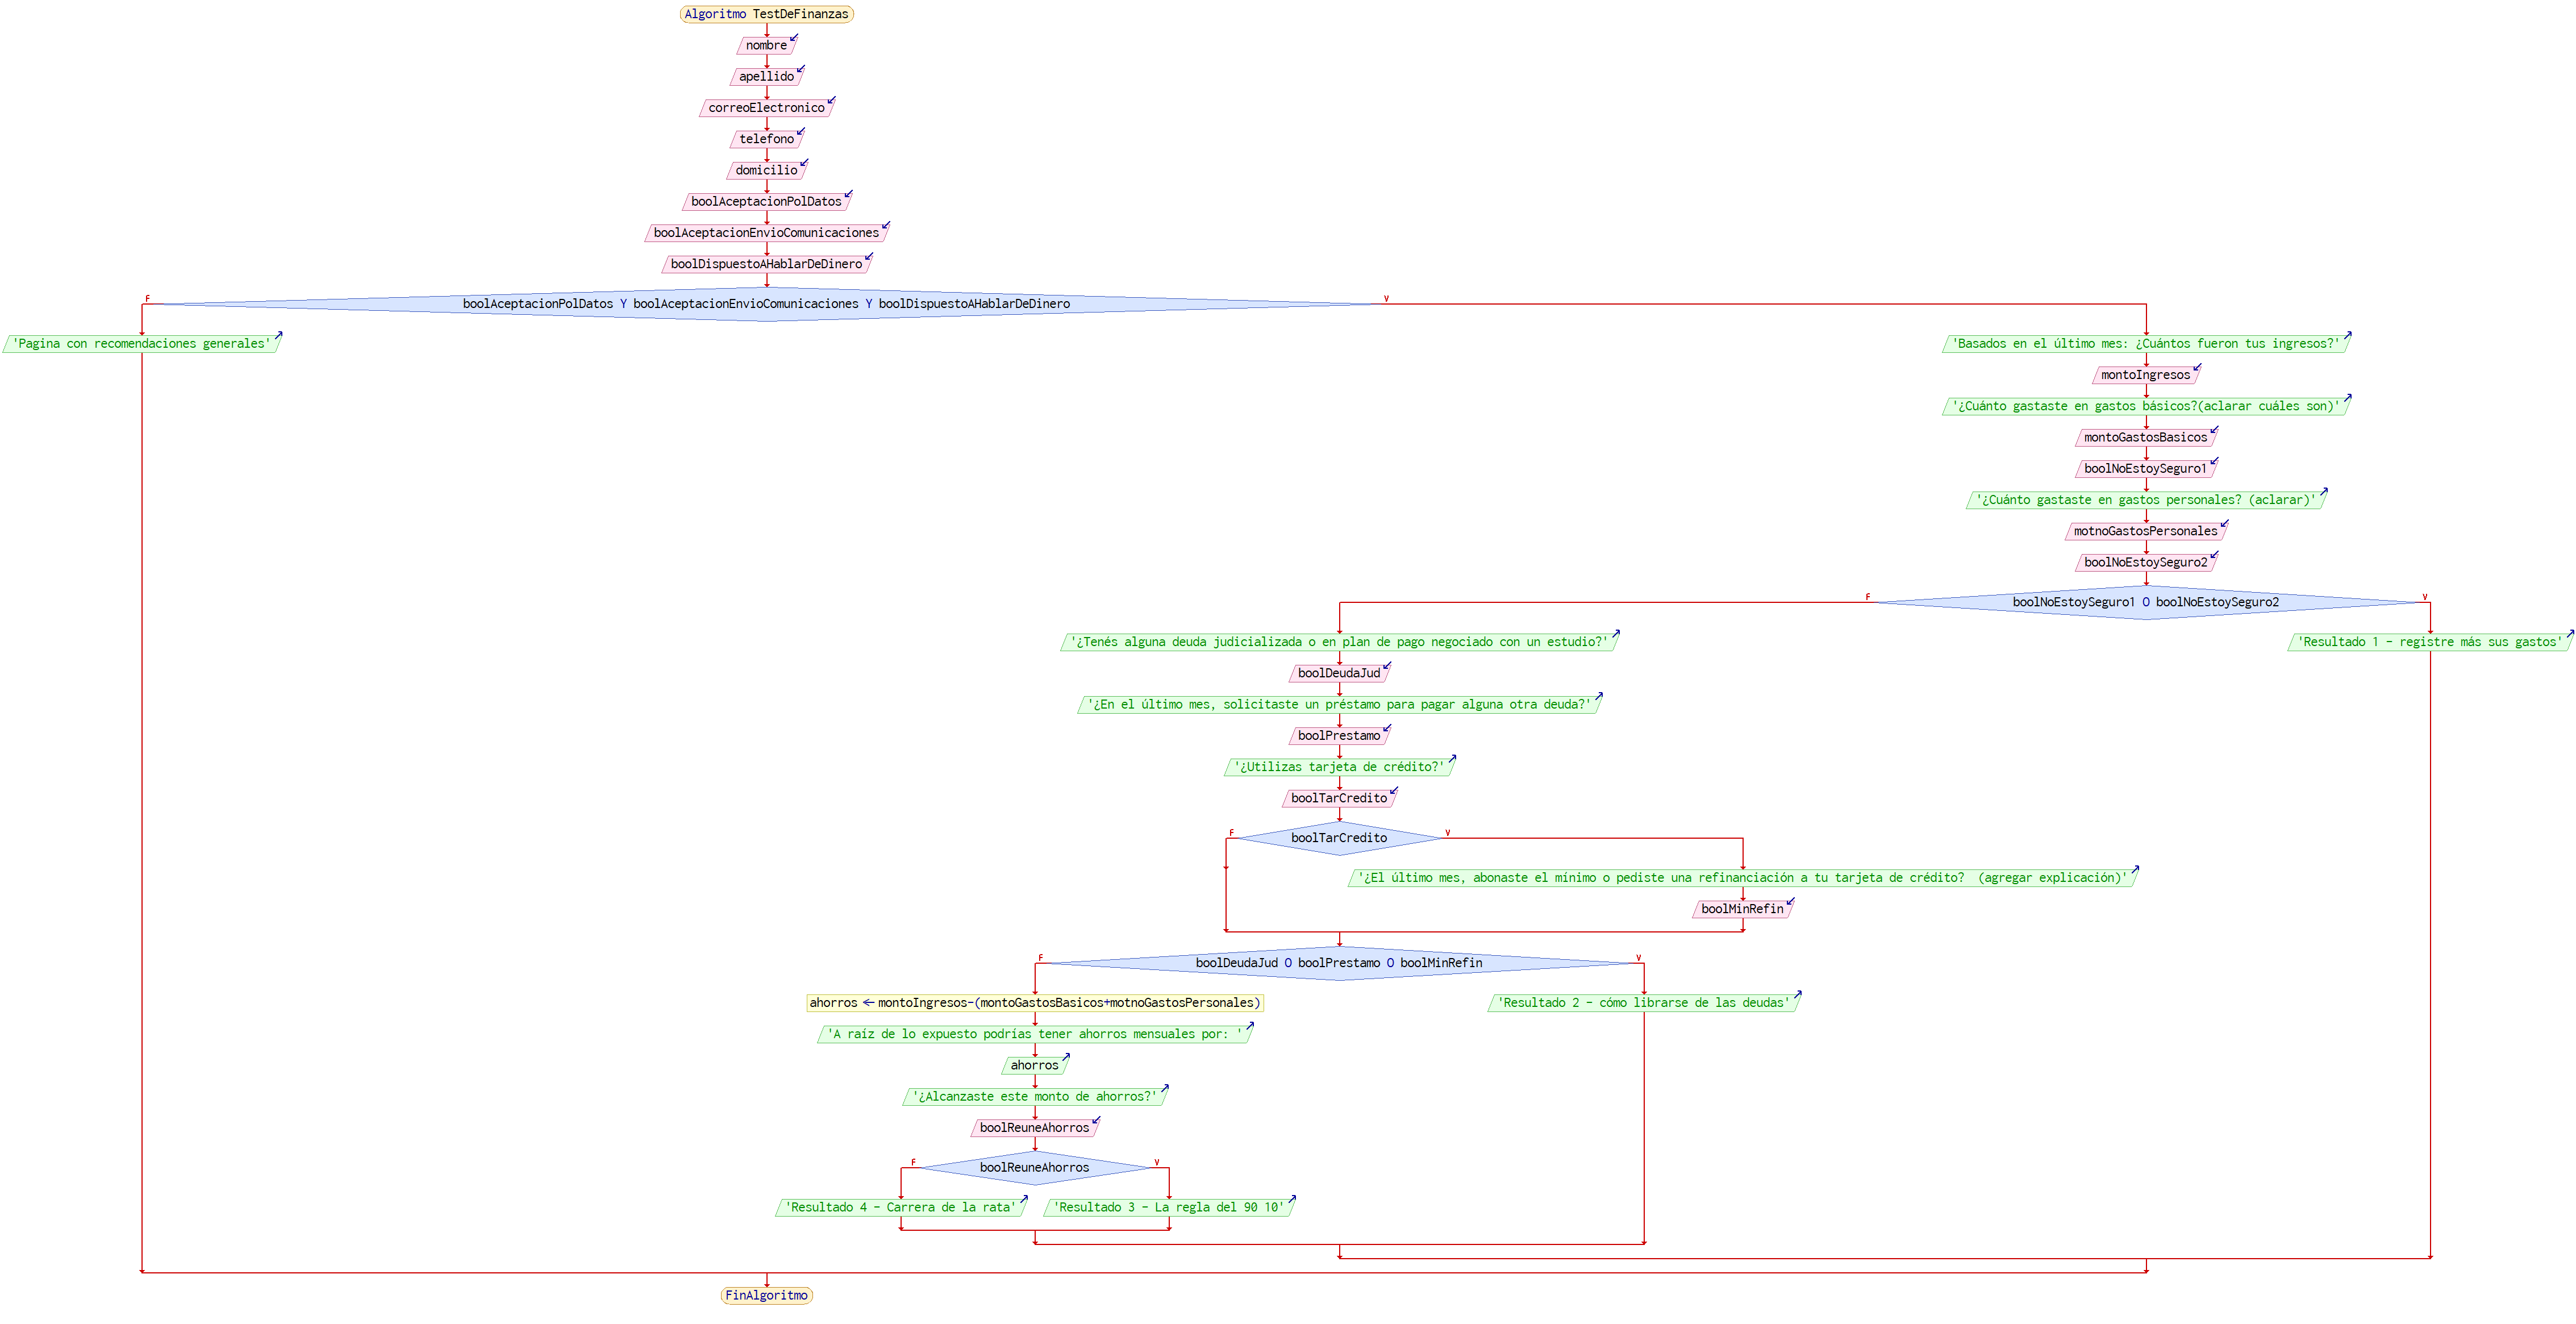 Algoritmo TestDeFinanzas
nombre
apellido
correoElectronico
telefono
domicilio
boolAceptacionPolDatos
boolAceptacionEnvioComunicaciones
boolDispuestoAHablarDeDinero
boolAceptacionPolDatos Y boolAceptacionEnvioComunicaciones Y boolDispuestoAHablarDeDinero
F
V
'Pagina con recomendaciones generales'
'Basados en el último mes: ¿Cuántos fueron tus ingresos?'
montoIngresos
'¿Cuánto gastaste en gastos básicos?(aclarar cuáles son)'
montoGastosBasicos
boolNoEstoySeguro1
'¿Cuánto gastaste en gastos personales? (aclarar)'
motnoGastosPersonales
boolNoEstoySeguro2
boolNoEstoySeguro1 O boolNoEstoySeguro2
F
V
'¿Tenés alguna deuda judicializada o en plan de pago negociado con un estudio?'
'Resultado 1 - registre más sus gastos'
boolDeudaJud
'¿En el último mes, solicitaste un préstamo para pagar alguna otra deuda?'
boolPrestamo
'¿Utilizas tarjeta de crédito?'
boolTarCredito
boolTarCredito
F
V
'¿El último mes, abonaste el mínimo o pediste una refinanciación a tu tarjeta de crédito?  (agregar explicación)'
boolMinRefin
boolDeudaJud O boolPrestamo O boolMinRefin
F
V
ahorros ← montoIngresos-(montoGastosBasicos+motnoGastosPersonales)
'Resultado 2 - cómo librarse de las deudas'
'A raíz de lo expuesto podrías tener ahorros mensuales por: '
ahorros
'¿Alcanzaste este monto de ahorros?'
boolReuneAhorros
boolReuneAhorros
F
V
'Resultado 4 - Carrera de la rata'
'Resultado 3 - La regla del 90 10'
FinAlgoritmo